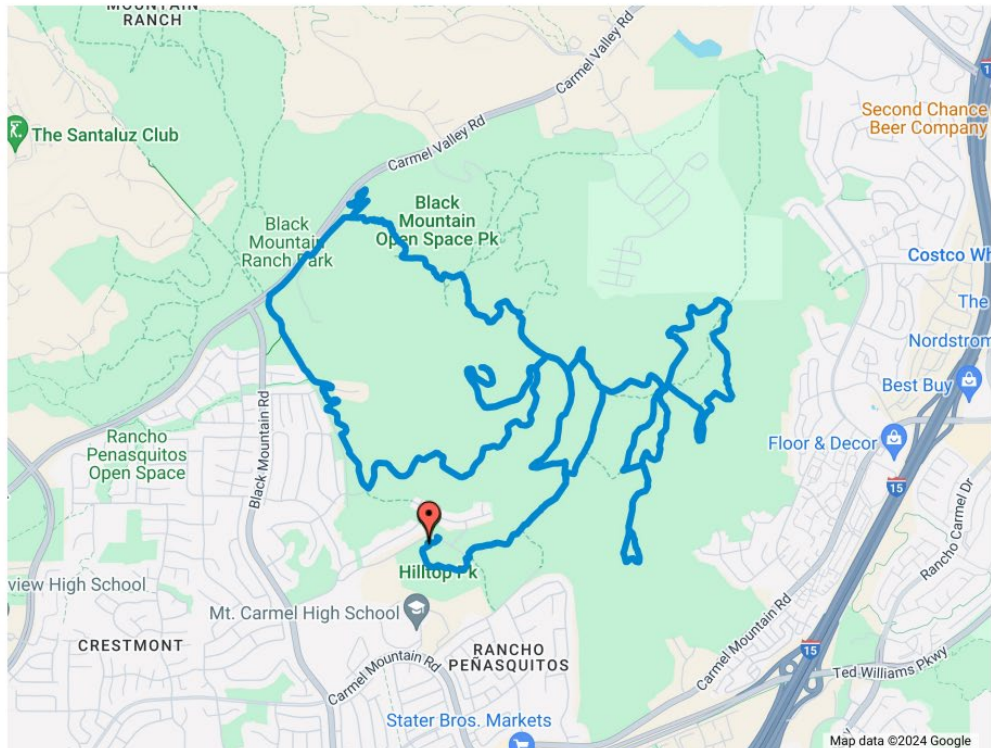 MOUNTAIN
RANCH
Carmel Valley Rd
Second Chance
Beer Company
The Santaluz Club
Carmel Valley Rd
Black
Mountain
Open Space Pk
Black
Mountain
Ranch Park
Costco Wh
The
Nordstrom
Best Buy
Rancho
Penasquitos
Open Space
Black Mountain Rd
Floor & Decor
15
Rancho Carmel Dr
Hilltop Pk
view High School
Mt. Carmel High School
CRESTMONT
RANCHO
PEÑASQUITOS
Carmel Mountain Rd
Carmel Mountain Rd
15
Ted Williams Pkwy
Stater Bros. Markets
Map data ©2024 Google